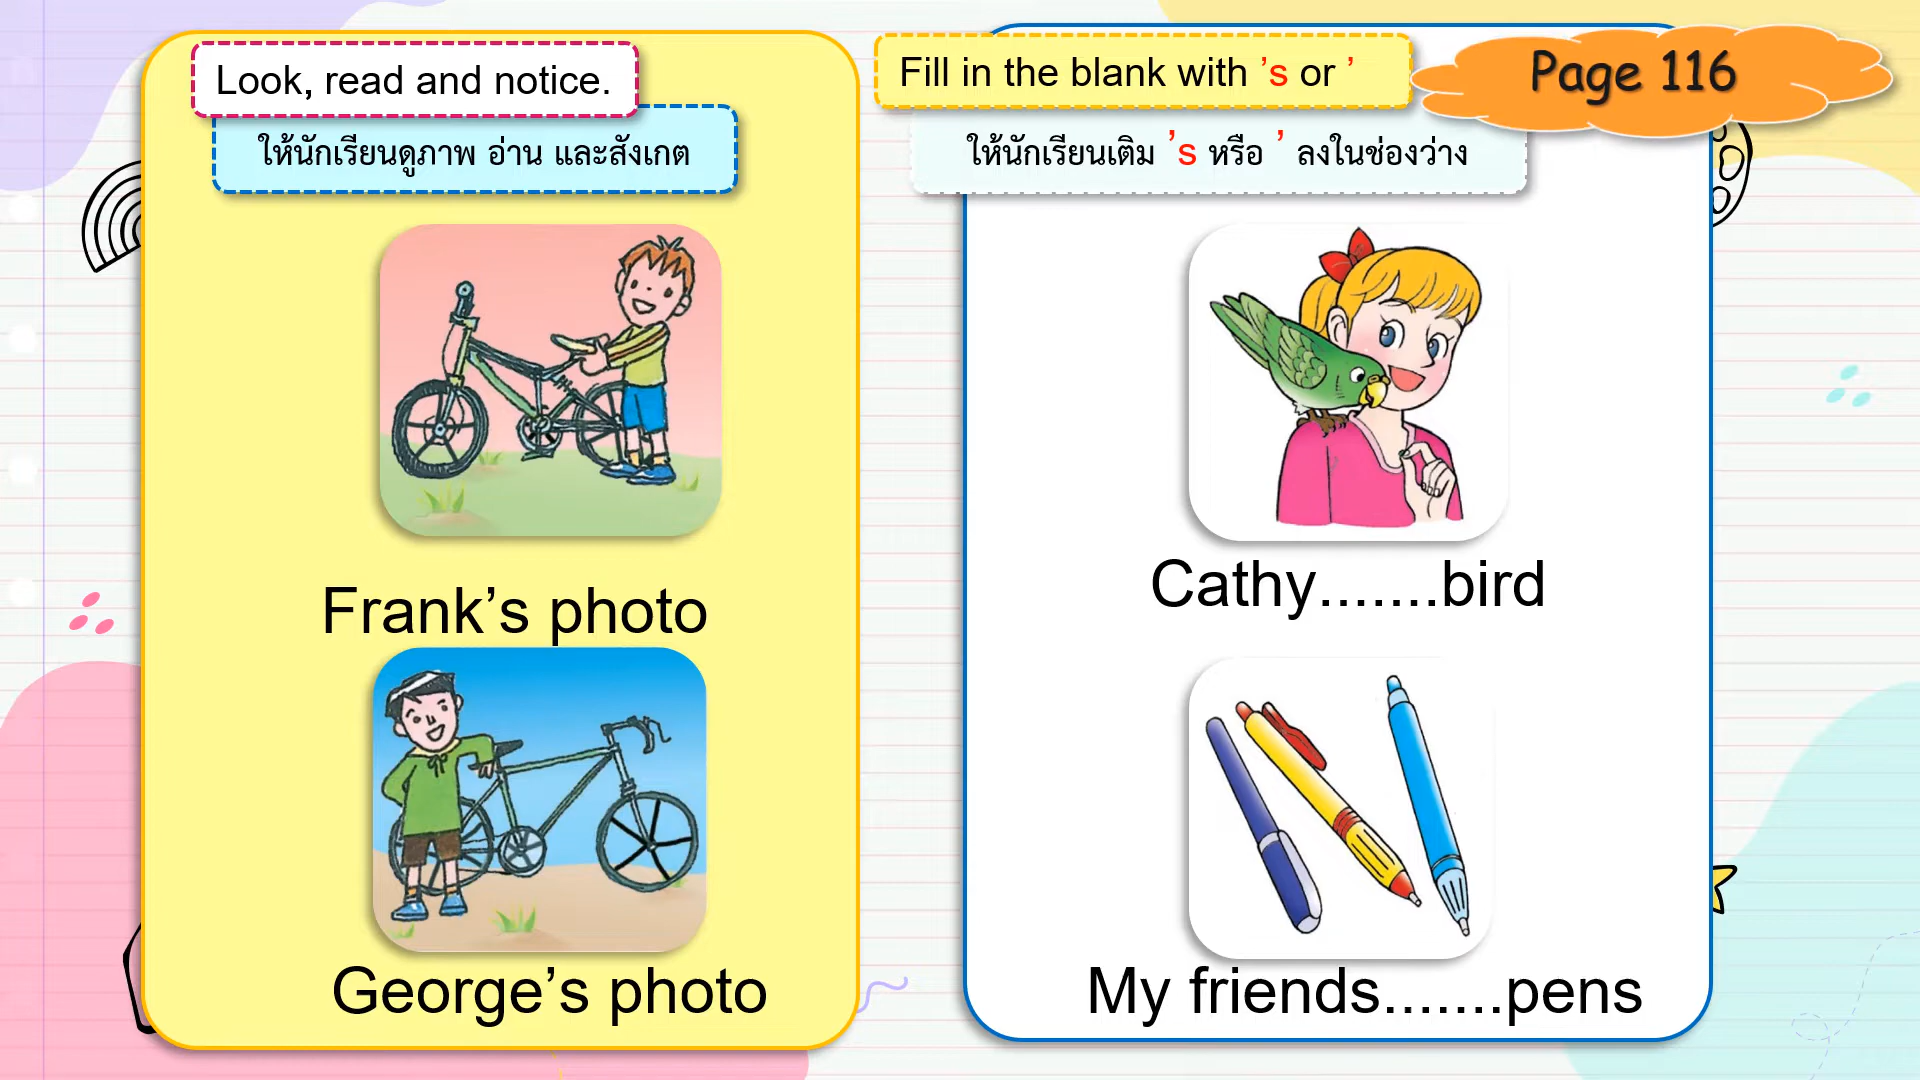 Look, read and notice.
ให้นักเรียนดูภาพ อ่าน และสังเกต
Frank’s photo
George’s photo
Fill in the blank with ’s or ’
Page 116
ให้นักเรียนเติม ’s หรือ ’ ลงในช่องว่าง
Cathy.......bird
My friends.......pens